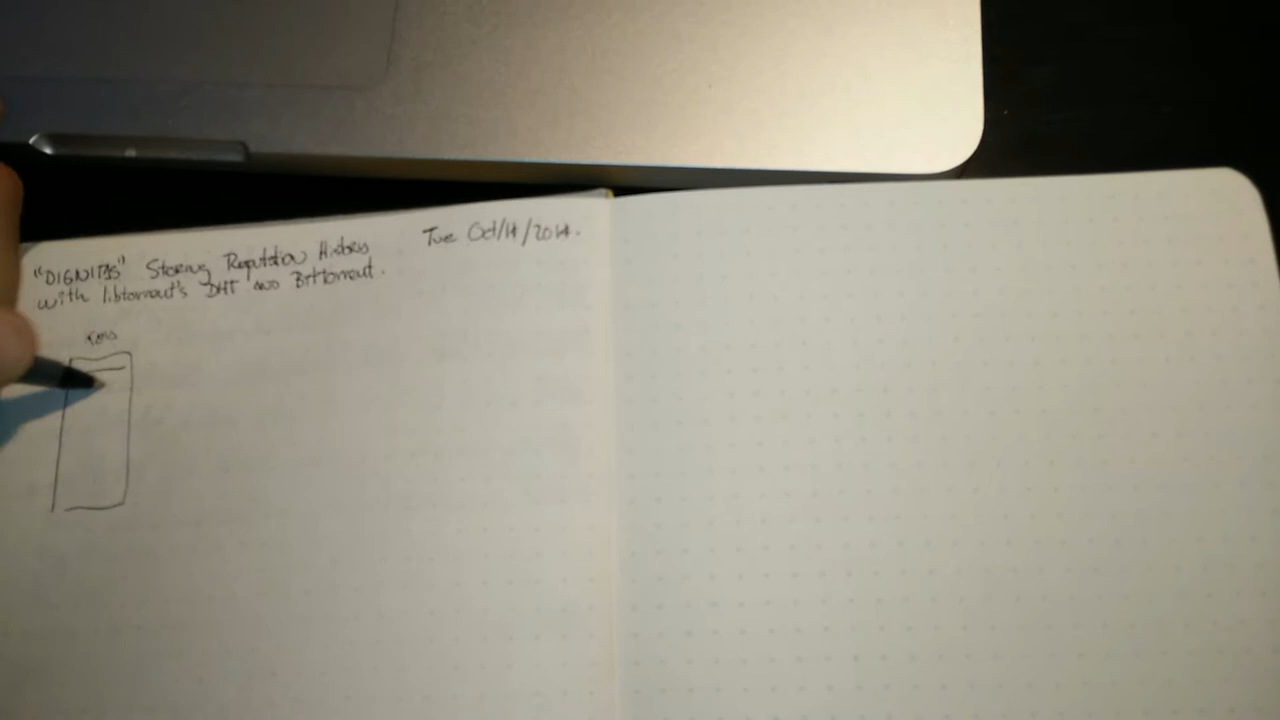 "DIGNITAS" Storing Reputation History
with libtorrent's DHT and BitTorrent.
Tue Oct/14/2014.